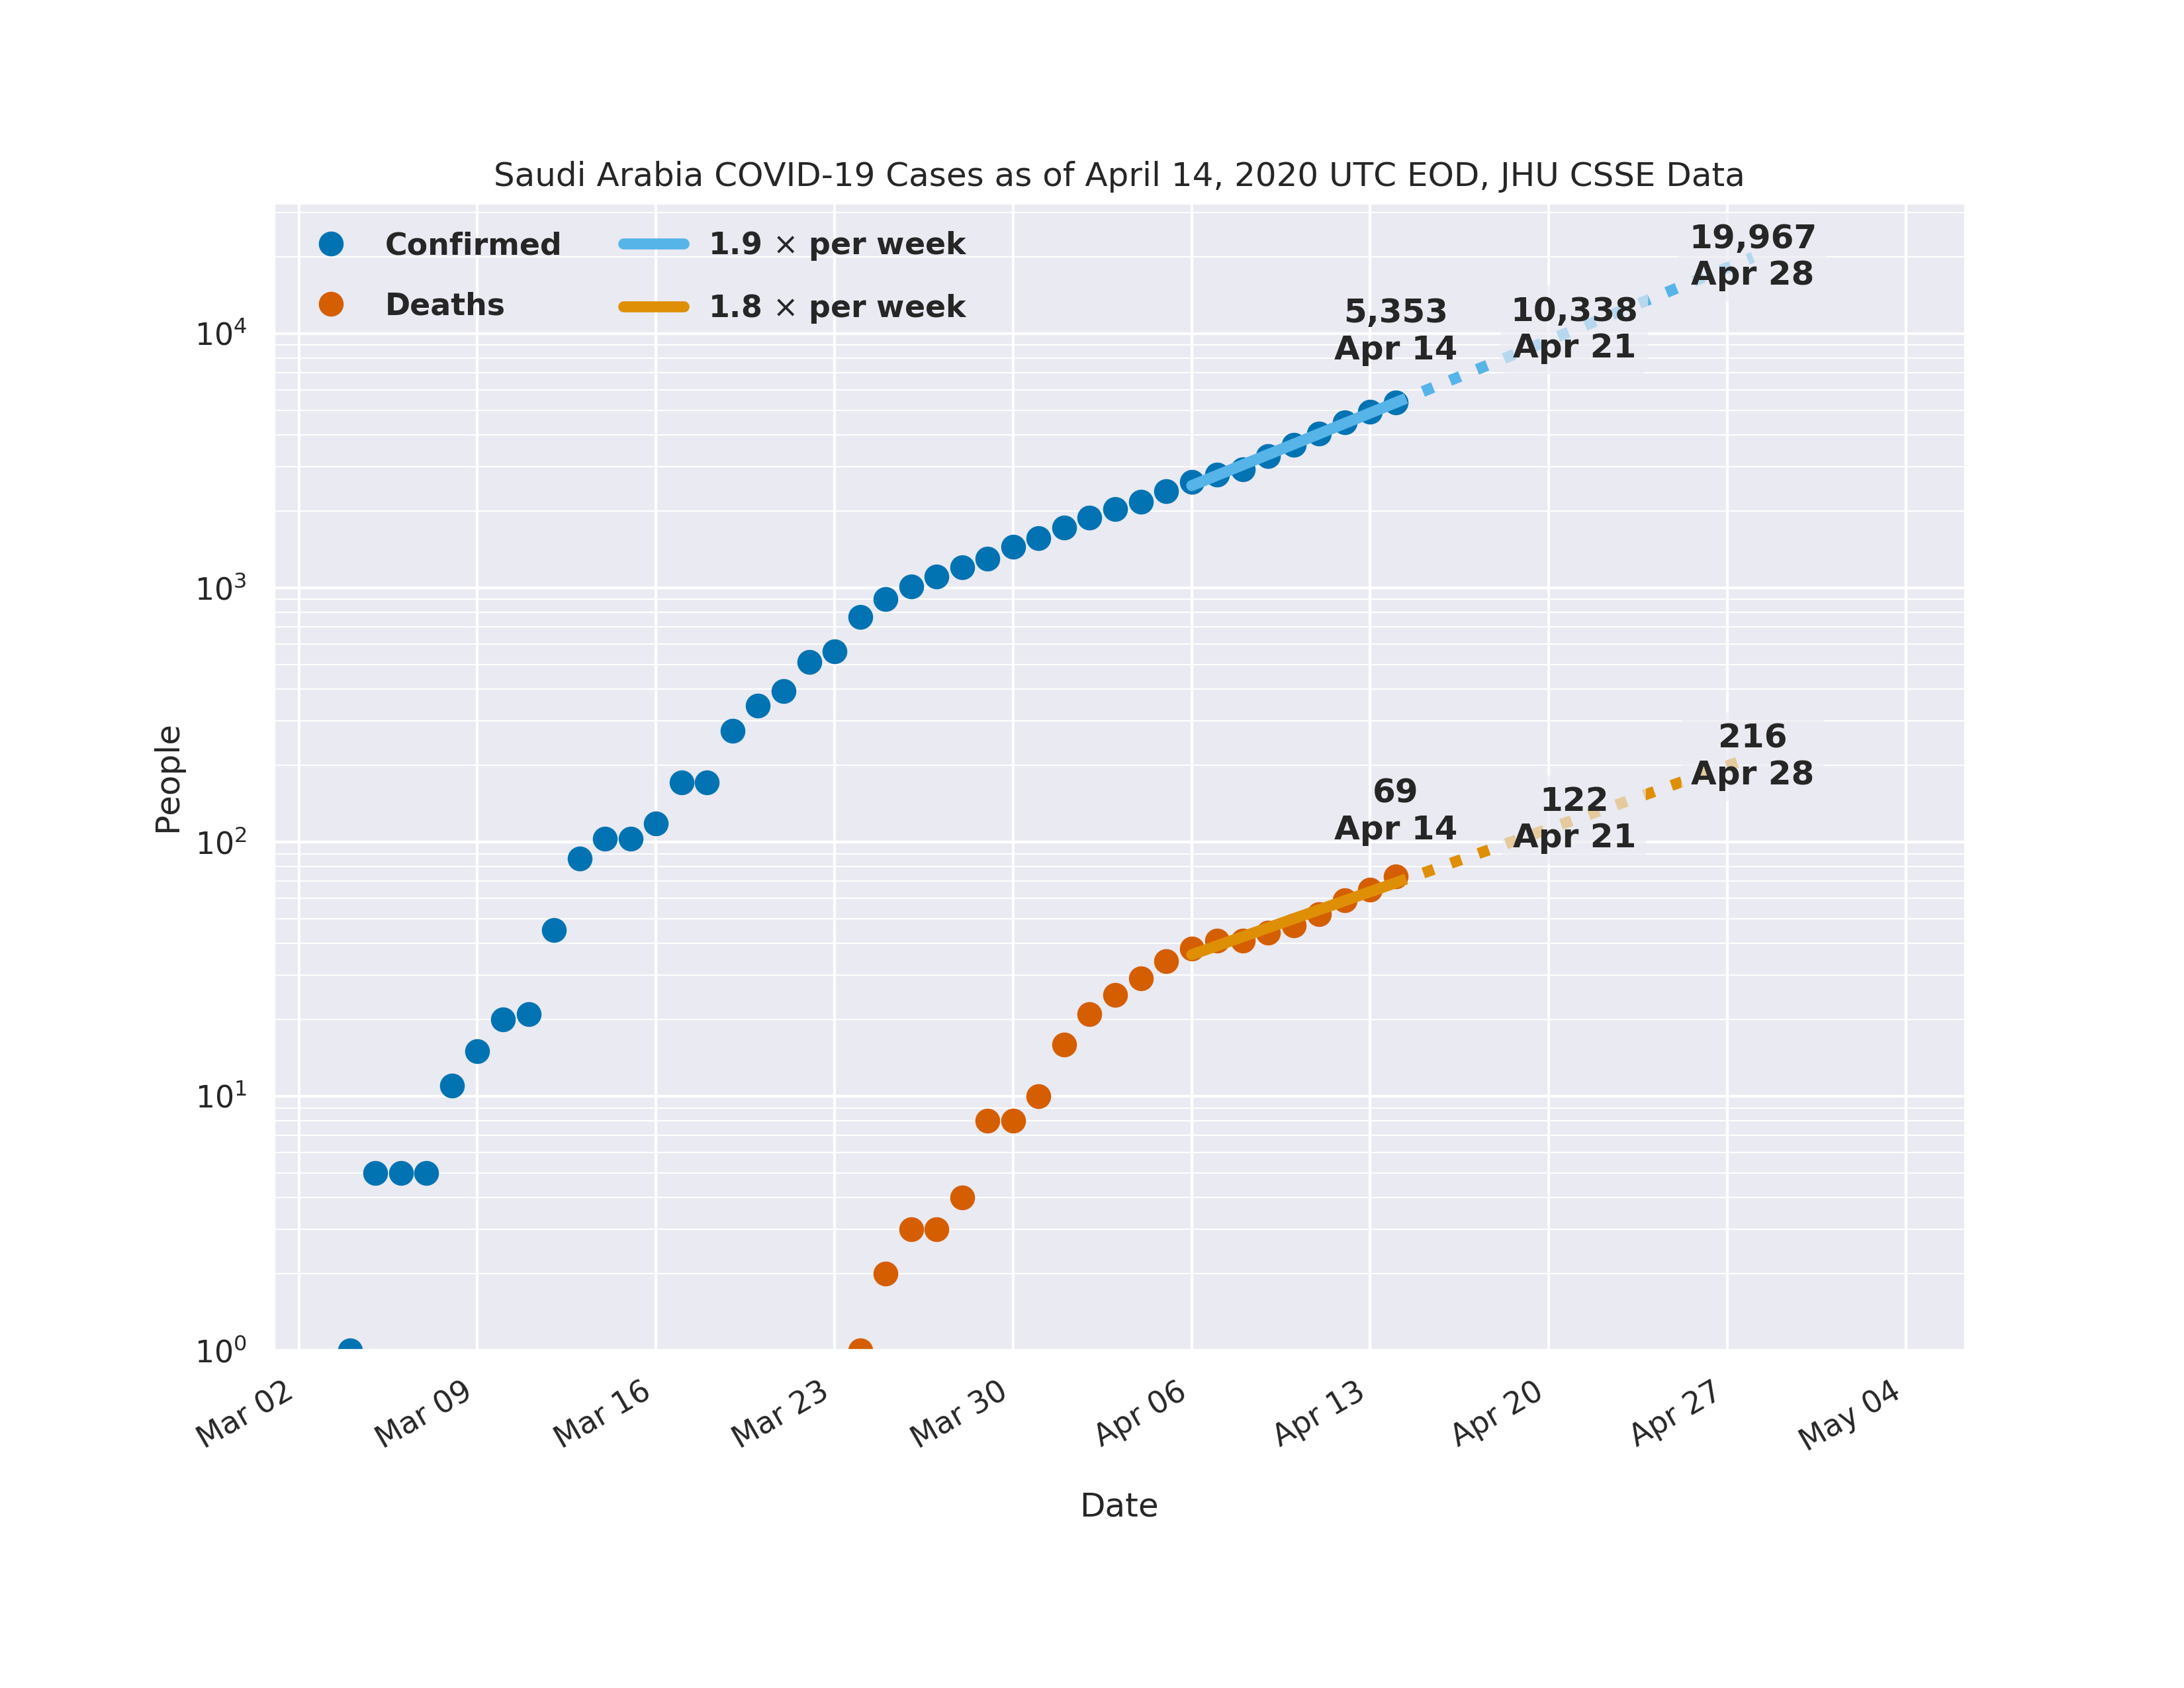 Saudi Arabia COVID-19 Cases as of April 14, 2020 UTC EOD, JHU CSSE Data
Confirmed
Deaths
1.9 × per week
1.8 × per week
19,967
Apr 28
5,353
Apr 14
10,338
Apr 21
216
Apr 28
69
Apr 14
122
Apr 21
People
10⁴
10³
10²
10¹
10⁰
Mar 02
Mar 09
Mar 16
Mar 23
Mar 30
Apr 06
Apr 13
Apr 20
Apr 27
May 04
Date